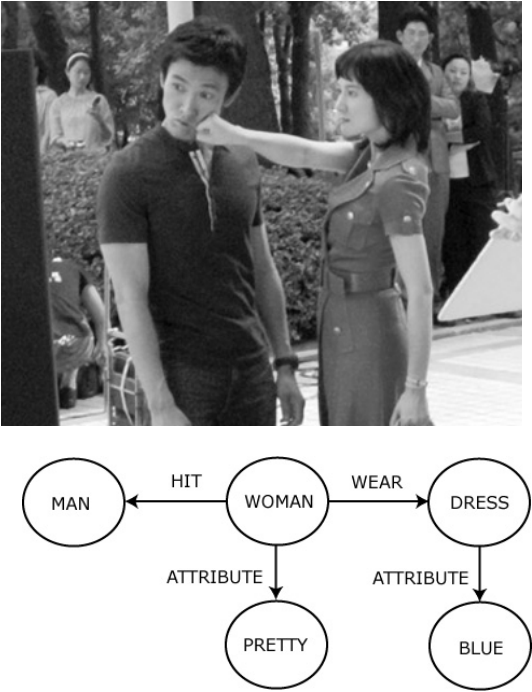 HIT
WEAR
MAN
WOMAN
DRESS
ATTRIBUTE
ATTRIBUTE
PRETTY
BLUE